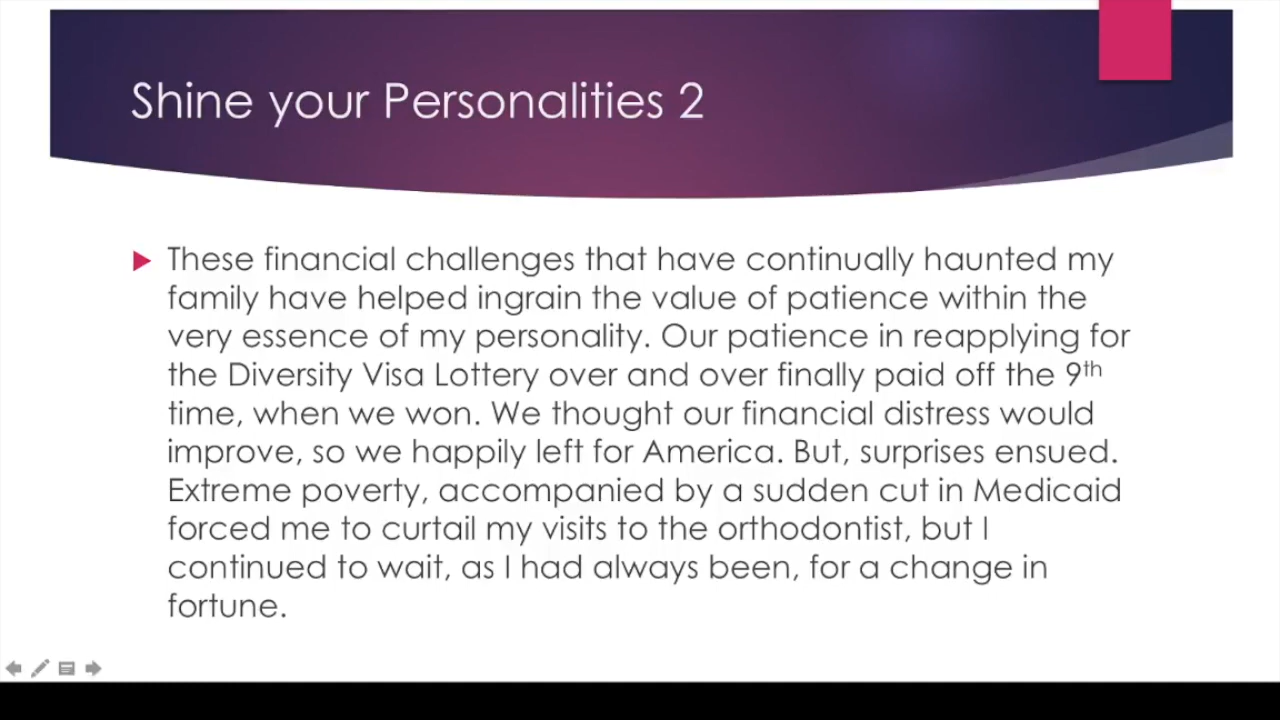 Shine your Personalities 2
These financial challenges that have continually haunted my
family have helped ingrain the value of patience within the
very essence of my personality. Our patience in reapplying for
the Diversity Visa Lottery over and over finally paid off the 9th
time, when we won. We thought our financial distress would
improve, so we happily left for America. But, surprises ensued.
Extreme poverty, accompanied by a sudden cut in Medicaid
forced me to curtail my visits to the orthodontist, but I
continued to wait, as I had always been, for a change in
fortune.